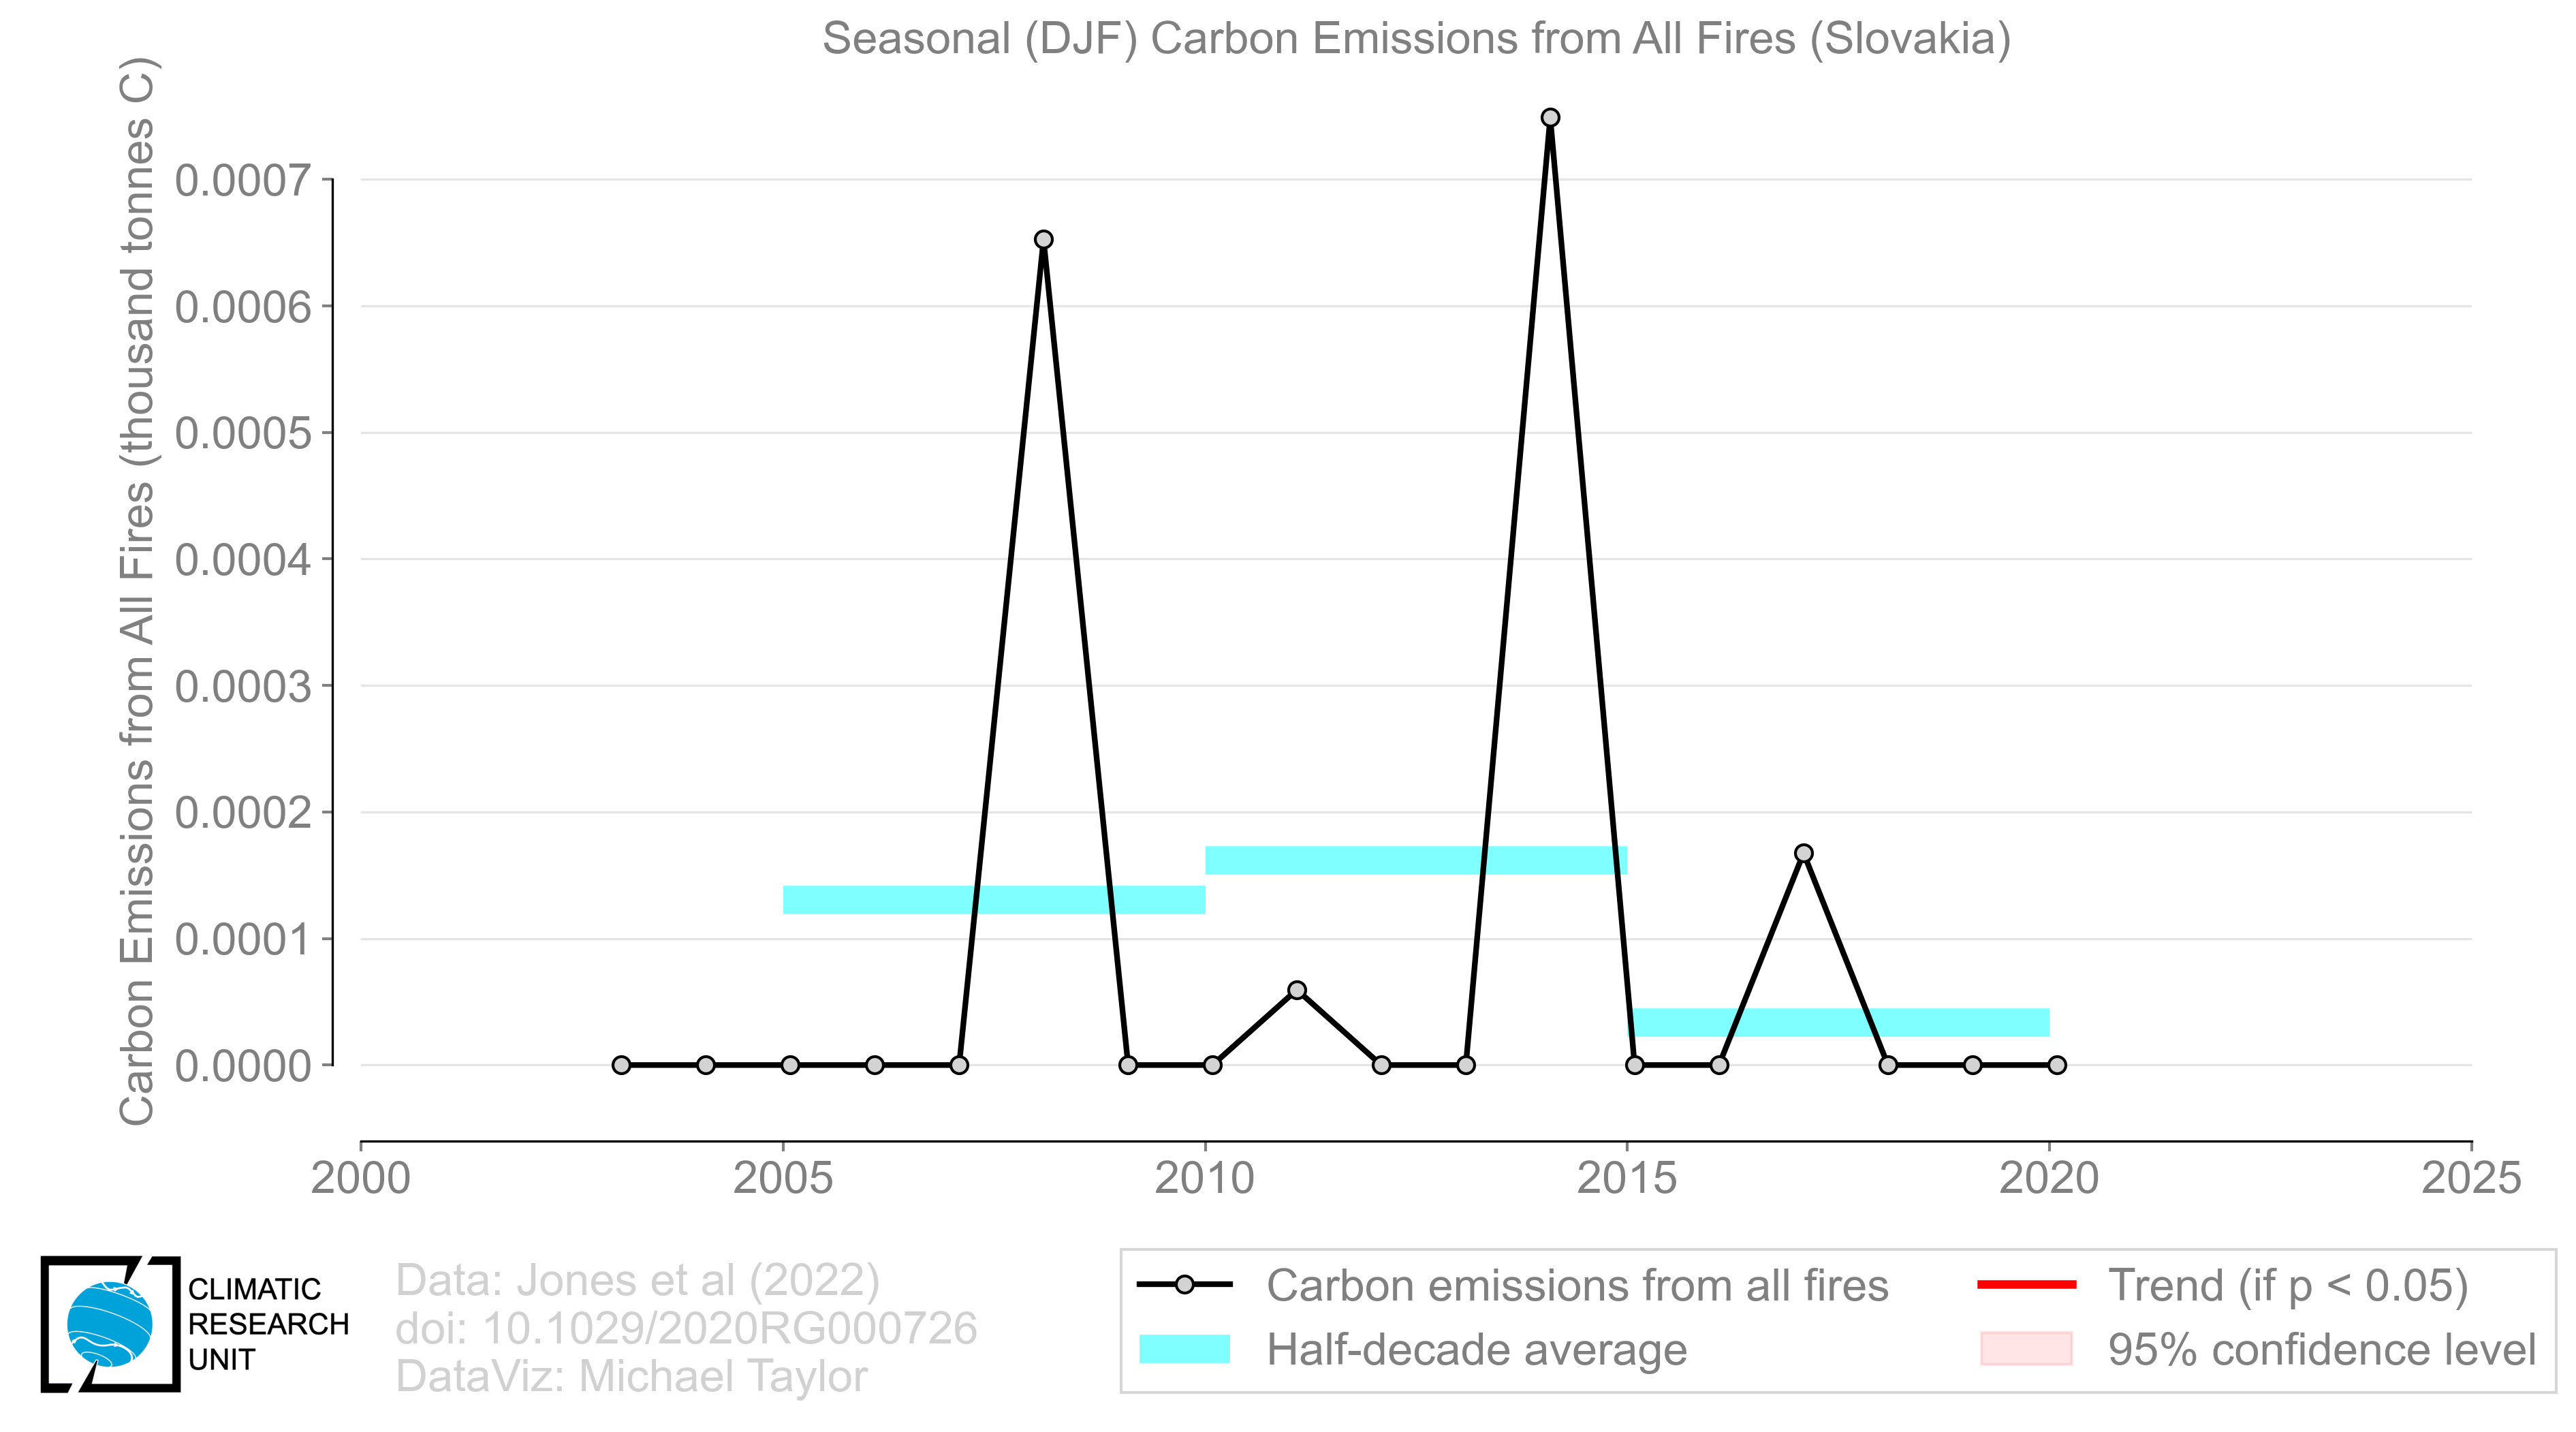 Seasonal (DJF) Carbon Emissions from All Fires (Slovakia)
Carbon Emissions from All Fires (thousand tonnes C)
0.0007
0.0006
0.0005
0.0004
0.0003
0.0002
0.0001
0.0000
2000 2005 2010 2015 2020 2025
CLIMATIC
RESEARCH
UNIT
Data: Jones et al (2022)
doi: 10.1029/2020RG000726
DataViz: Michael Taylor
Carbon emissions from all fires
Half-decade average
Trend (if p < 0.05)
95% confidence level